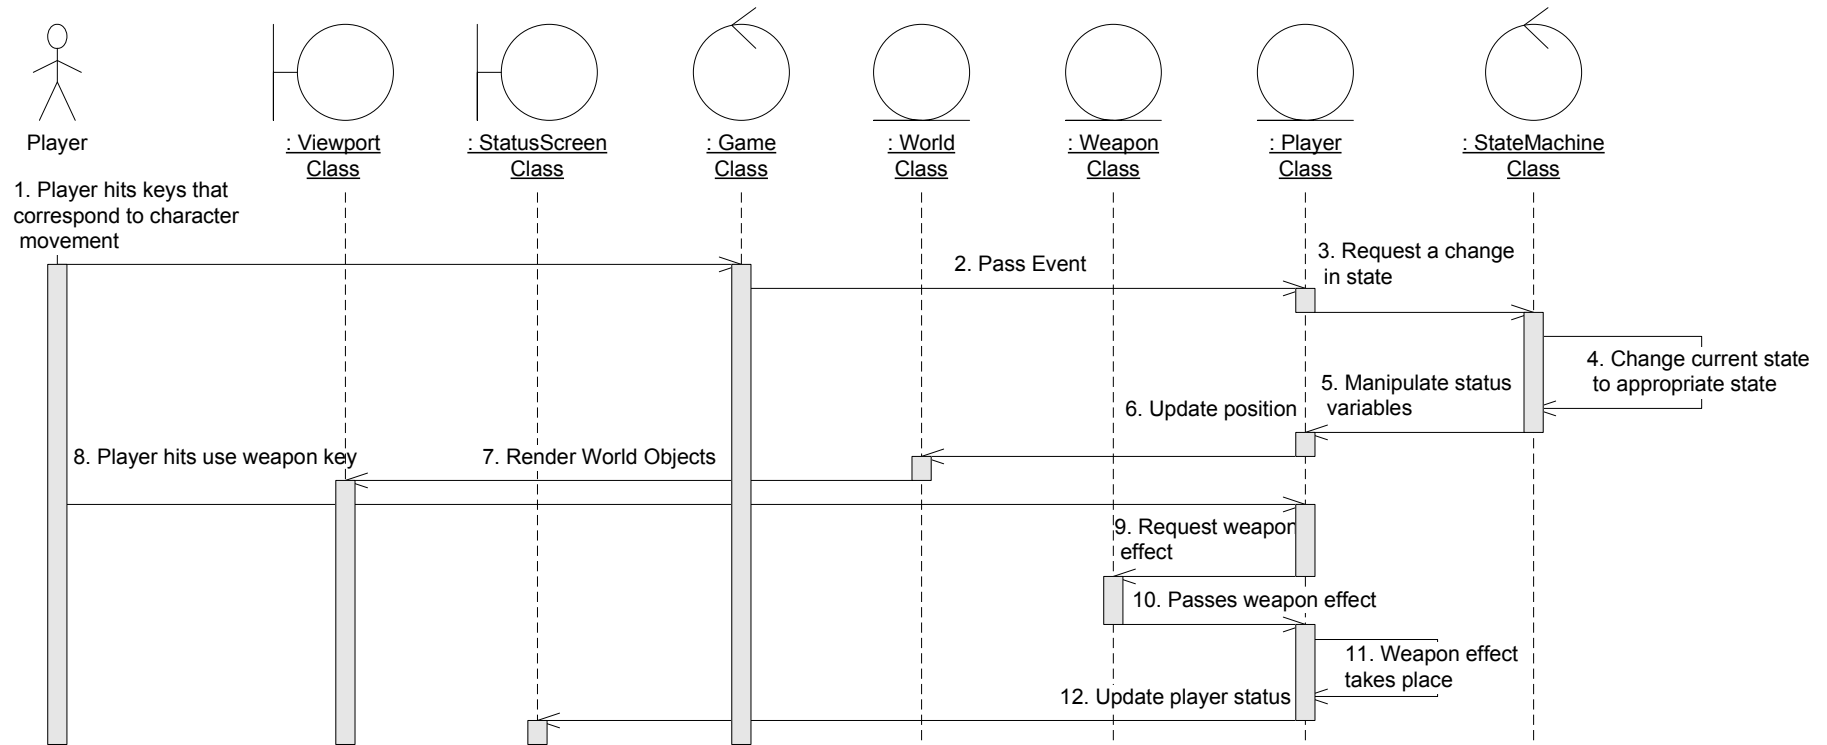 Player
: Viewport
Class
: StatusScreen
Class
: Game
Class
: World
Class
: Weapon
Class
: Player
Class
: StateMachine
Class
1. Player hits keys that
correspond to character
movement
2. Pass Event
3. Request a change
in state
4. Change current state
to appropriate state
5. Manipulate status
variables
6. Update position
7. Render World Objects
8. Player hits use weapon key
9. Request weapon
effect
10. Passes weapon effect
11. Weapon effect
takes place
12. Update player status